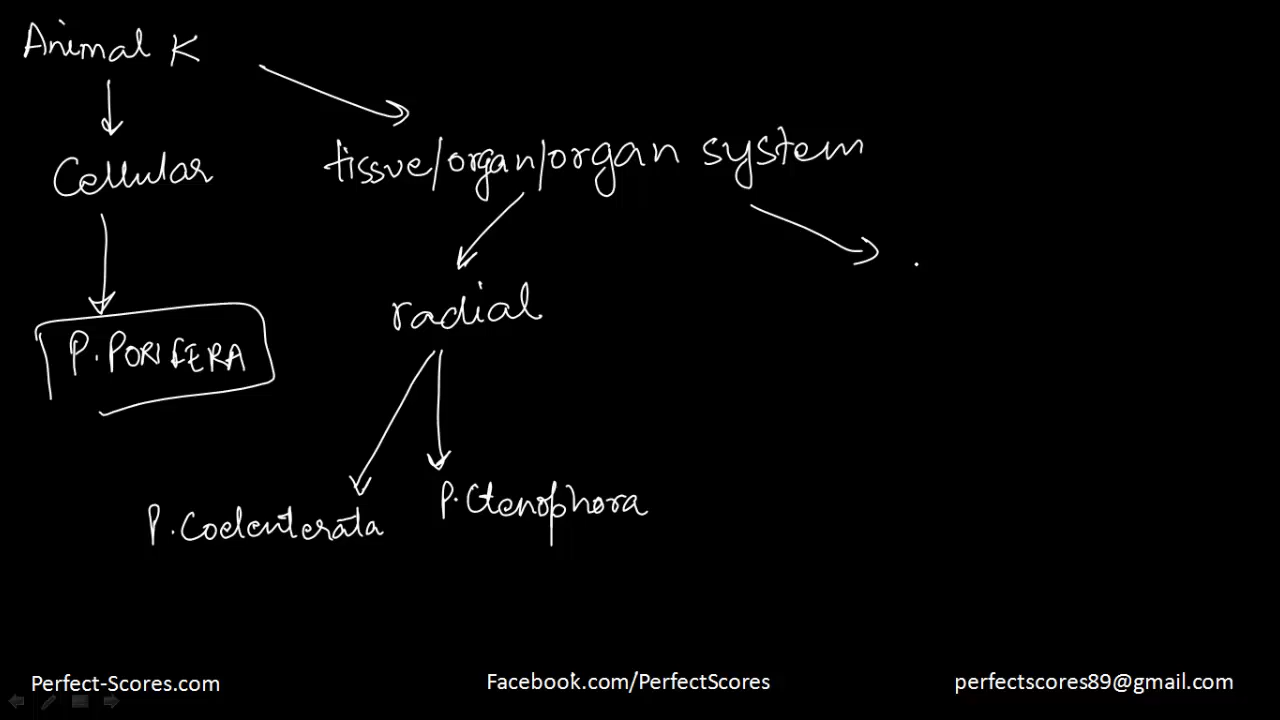 Animal K
Cellular
tissue/organ/organ system
P. PORIFERA
radial
P. Coelenterata
P. Ctenophora
Perfect-Scores.com
Facebook.com/PerfectScores
perfectscores89@gmail.com